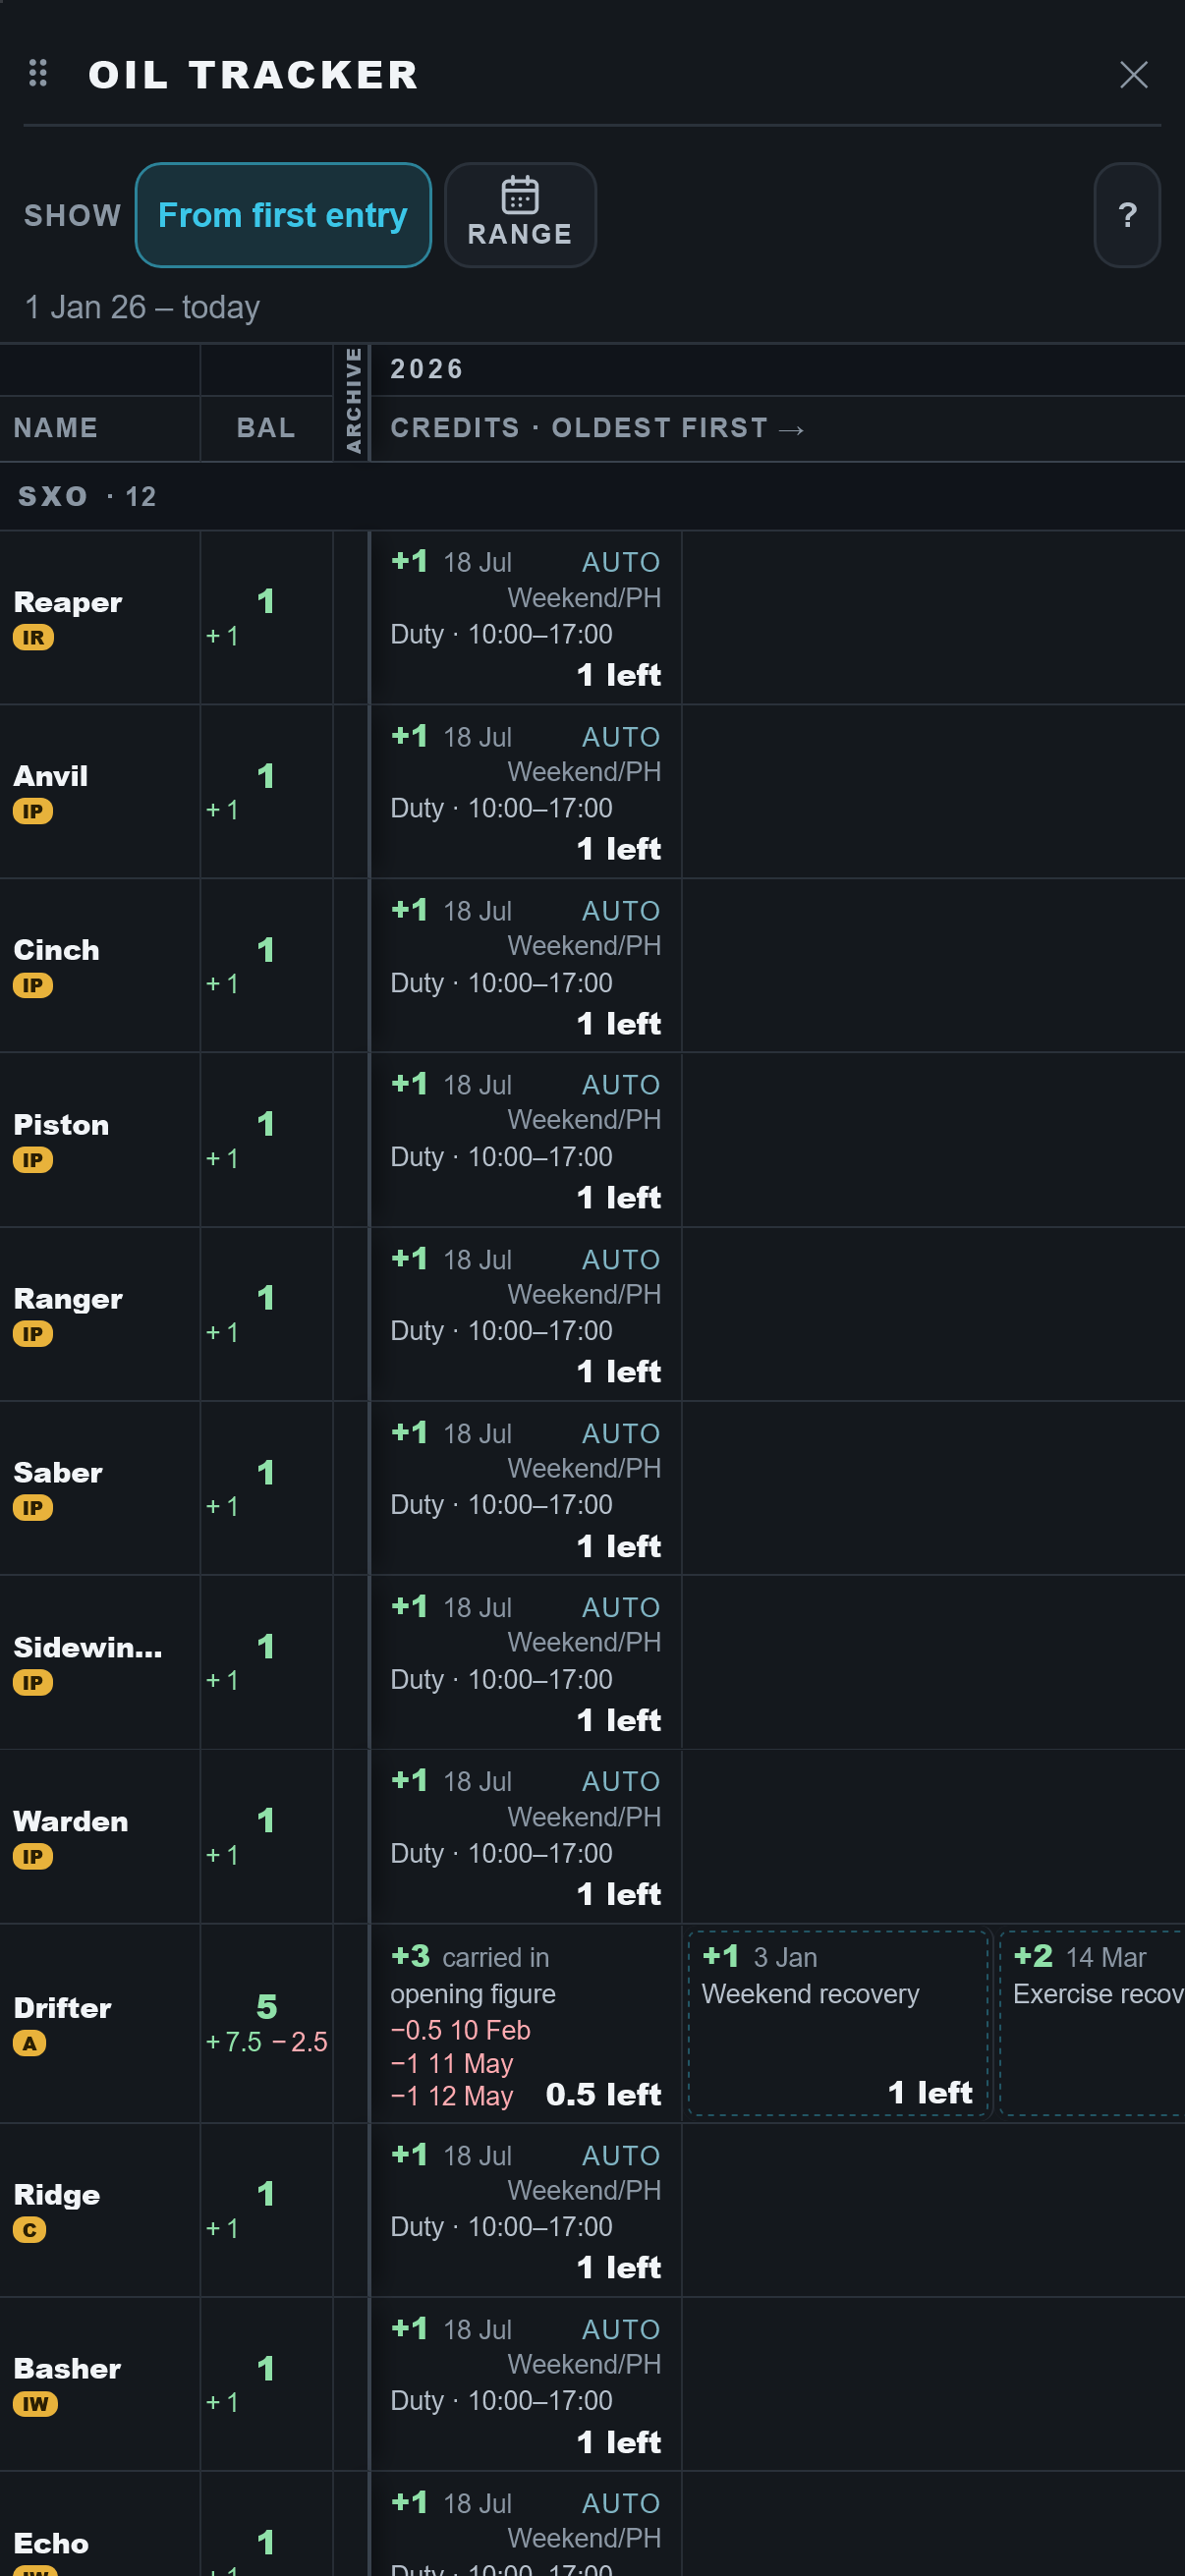 OIL TRACKER
SHOW
From first entry
RANGE
?
1 Jan 26 – today
ARCHIVE
2026
NAME
BAL
CREDITS · OLDEST FIRST →
SXO · 12
Reaper
IR
1
+1
+1 18 Jul AUTO
Weekend/PH
Duty · 10:00–17:00
1 left
Anvil
IP
1
+1
+1 18 Jul AUTO
Weekend/PH
Duty · 10:00–17:00
1 left
Cinch
IP
1
+1
+1 18 Jul AUTO
Weekend/PH
Duty · 10:00–17:00
1 left
Piston
IP
1
+1
+1 18 Jul AUTO
Weekend/PH
Duty · 10:00–17:00
1 left
Ranger
IP
1
+1
+1 18 Jul AUTO
Weekend/PH
Duty · 10:00–17:00
1 left
Saber
IP
1
+1
+1 18 Jul AUTO
Weekend/PH
Duty · 10:00–17:00
1 left
Sidewin...
IP
1
+1
+1 18 Jul AUTO
Weekend/PH
Duty · 10:00–17:00
1 left
Warden
IP
1
+1
+1 18 Jul AUTO
Weekend/PH
Duty · 10:00–17:00
1 left
Drifter
A
5
+7.5 −2.5
+3 carried in
opening figure
−0.5 10 Feb
−1 11 May
−1 12 May 0.5 left
+1 3 Jan
Weekend recovery
1 left
+2 14 Mar
Exercise recov
Ridge
C
1
+1
+1 18 Jul AUTO
Weekend/PH
Duty · 10:00–17:00
1 left
Basher
IW
1
+1
+1 18 Jul AUTO
Weekend/PH
Duty · 10:00–17:00
1 left
Echo
IW
1
+1
+1 18 Jul AUTO
Weekend/PH
Duty · 10:00–17:00